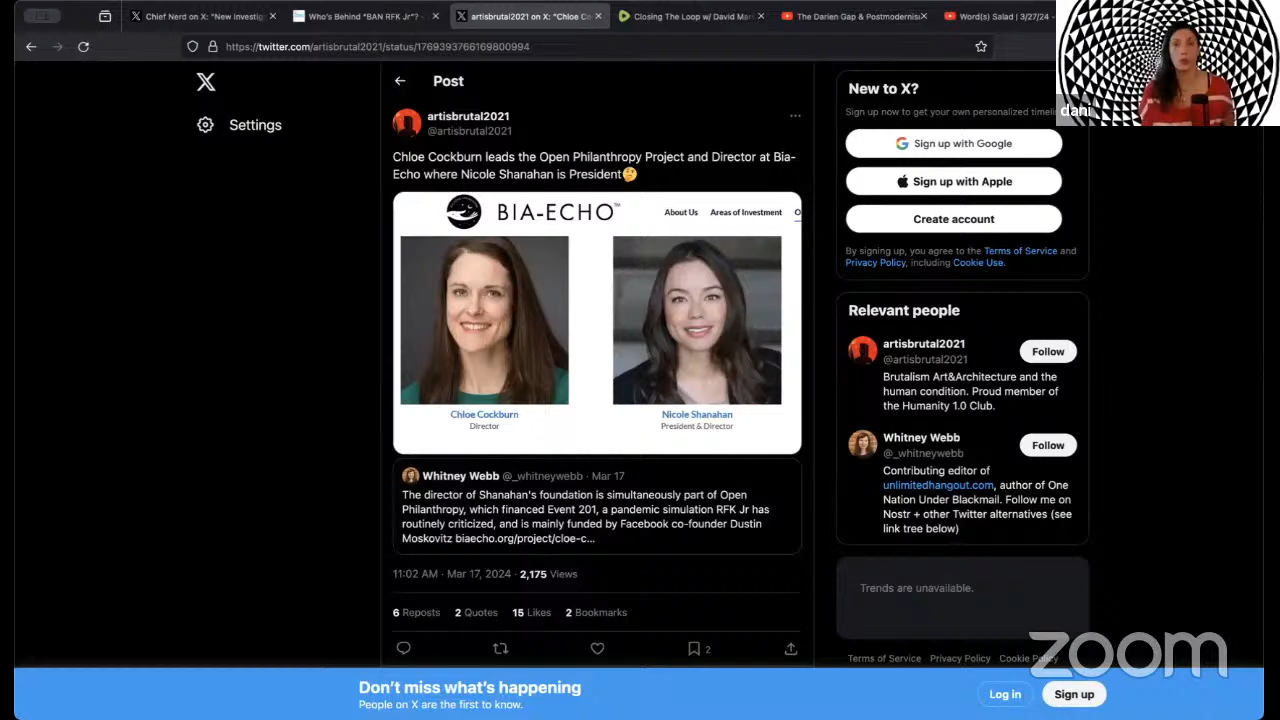 Chief Nerd on X: "New Investig
Who's Behind "BAN RFK Jr"? -
artisbrutal2021 on X: "Chloe Co
Closing The Loop w/ David Mar
The Darien Gap & Postmodernis
Word(s) Salad | 3/27/24 -
https://twitter.com/artisbrutal2021/status/1769393766169800994
dani
Settings
Post
artisbrutal2021
@artisbrutal2021
Chloe Cockburn leads the Open Philanthropy Project and Director at Bia-
Echo where Nicole Shanahan is President🤔
BIA-ECHO™
About Us Areas of Investment O
Chloe Cockburn
Director
Nicole Shanahan
President & Director
Whitney Webb @_whitneywebb · Mar 17
The director of Shanahan's foundation is simultaneously part of Open
Philanthropy, which financed Event 201, a pandemic simulation RFK Jr has
routinely criticized, and is mainly funded by Facebook co-founder Dustin
Moskovitz biaecho.org/project/cloe-c...
11:02 AM · Mar 17, 2024 · 2,175 Views
6 Reposts 2 Quotes 15 Likes 2 Bookmarks
2
New to X?
Sign up now to get your own personalized timeli
Sign up with Google
Sign up with Apple
Create account
By signing up, you agree to the Terms of Service and
Privacy Policy, including Cookie Use.
Relevant people
artisbrutal2021
@artisbrutal2021
Follow
Brutalism Art&Architecture and the
human condition. Proud member of
the Humanity 1.0 Club.
Whitney Webb
@_whitneywebb
Follow
Contributing editor of
unlimitedhangout.com, author of One
Nation Under Blackmail. Follow me on
Nostr + other Twitter alternatives (see
link tree below)
Trends are unavailable.
Terms of Service Privacy Policy Cookie Policy
zoom
Don't miss what's happening
People on X are the first to know.
Log in
Sign up